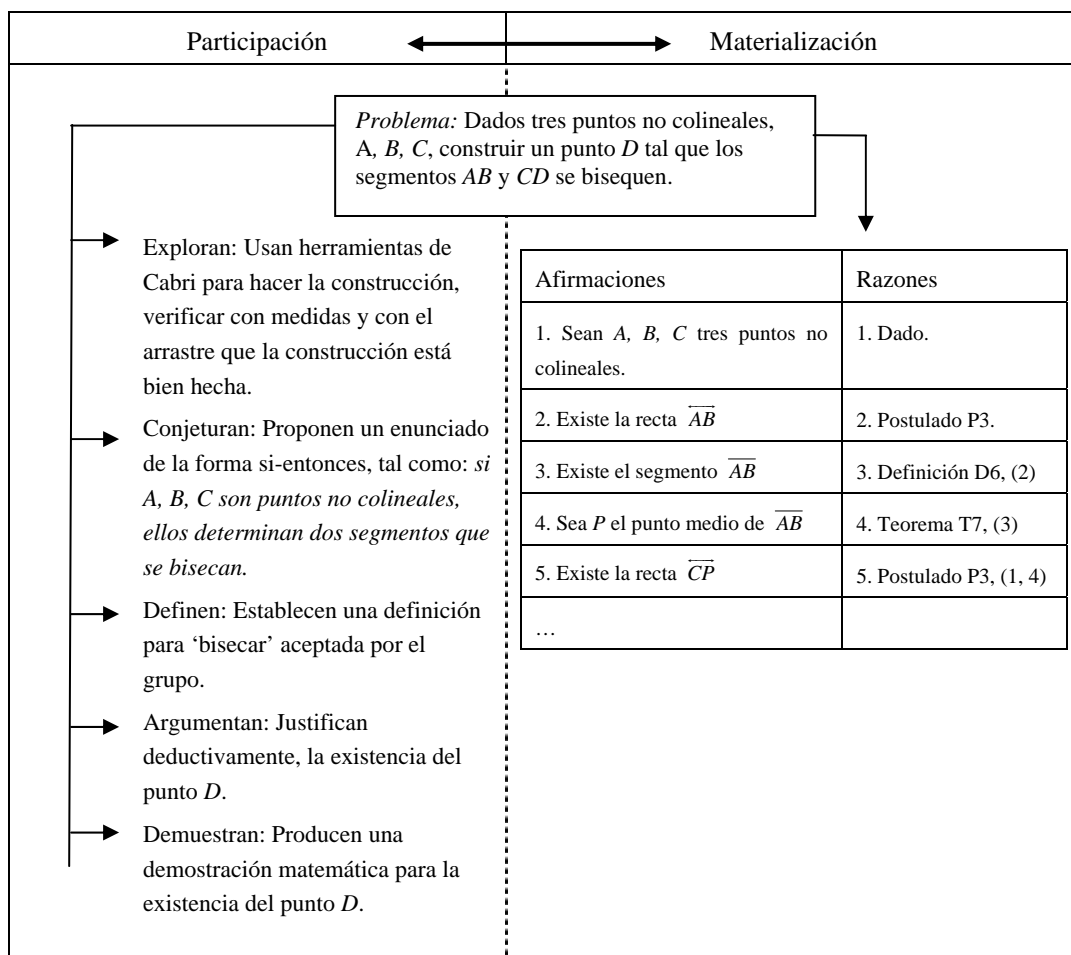 Participación
Materialización
Problema: Dados tres puntos no colineales,
A, B, C, construir un punto D tal que los
segmentos AB y CD se bisequen.
Exploran: Usan herramientas de
Cabri para hacer la construcción,
verificar con medidas y con el
arrastre que la construcción está
bien hecha.
Conjeturan: Proponen un enunciado
de la forma si-entonces, tal como: si
A, B, C son puntos no colineales,
ellos determinan dos segmentos que
se bisecan.
Definen: Establecen una definición
para ‘bisecar’ aceptada por el
grupo.
Argumentan: Justifican
deductivamente, la existencia del
punto D.
Demuestran: Producen una
demostración matemática para la
existencia del punto D.
Afirmaciones
Razones
1. Sean A, B, C tres puntos no
colineales.
1. Dado.
2. Existe la recta AB
2. Postulado P3.
3. Existe el segmento AB
3. Definición D6, (2)
4. Sea P el punto medio de AB
4. Teorema T7, (3)
5. Existe la recta CP
5. Postulado P3, (1, 4)
…